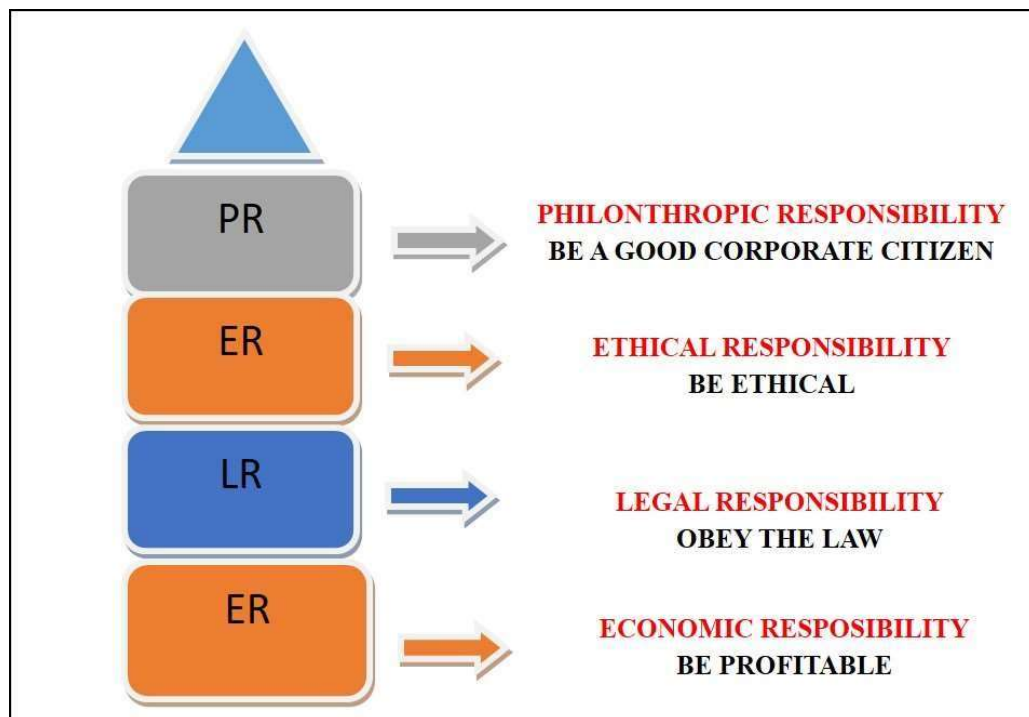 PR
PHILONTHROPIC RESPONSIBILITY
BE A GOOD CORPORATE CITIZEN
ER
ETHICAL RESPONSIBILITY
BE ETHICAL
LR
LEGAL RESPONSIBILITY
OBEY THE LAW
ER
ECONOMIC RESPOSIBILITY
BE PROFITABLE